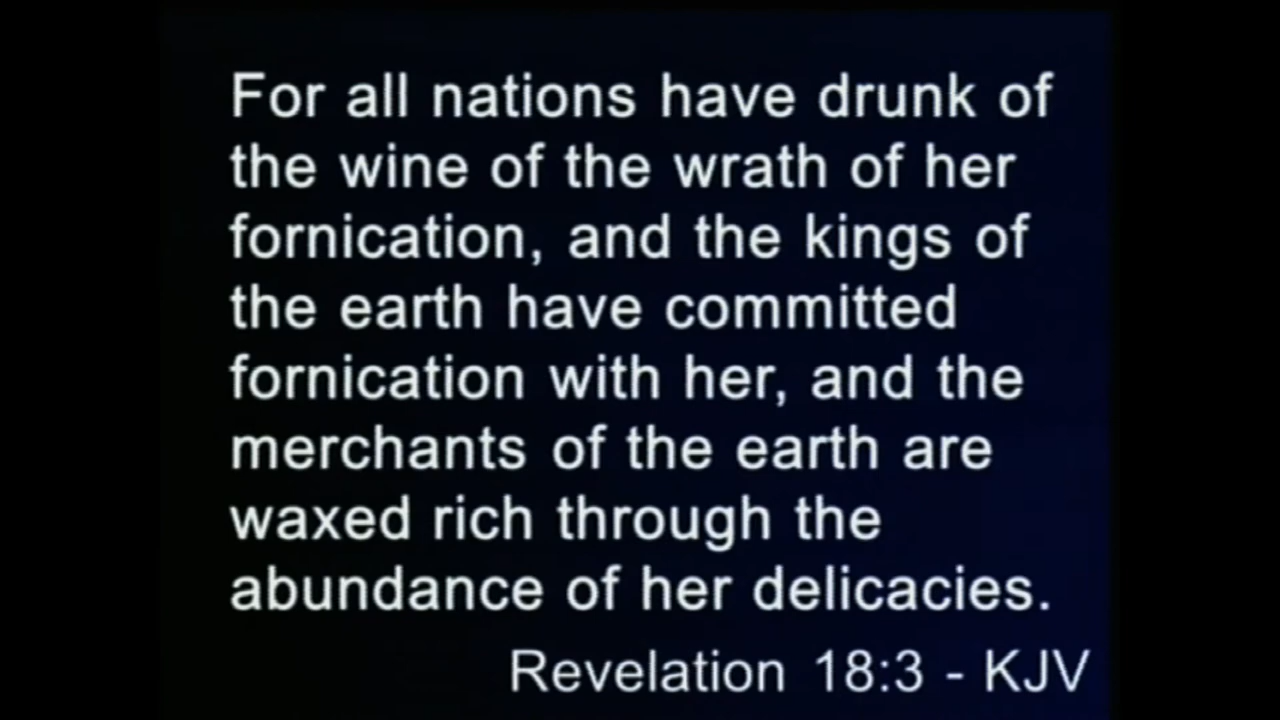 For all nations have drunk of
the wine of the wrath of her
fornication, and the kings of
the earth have committed
fornication with her, and the
merchants of the earth are
waxed rich through the
abundance of her delicacies.
Revelation 18:3 - KJV